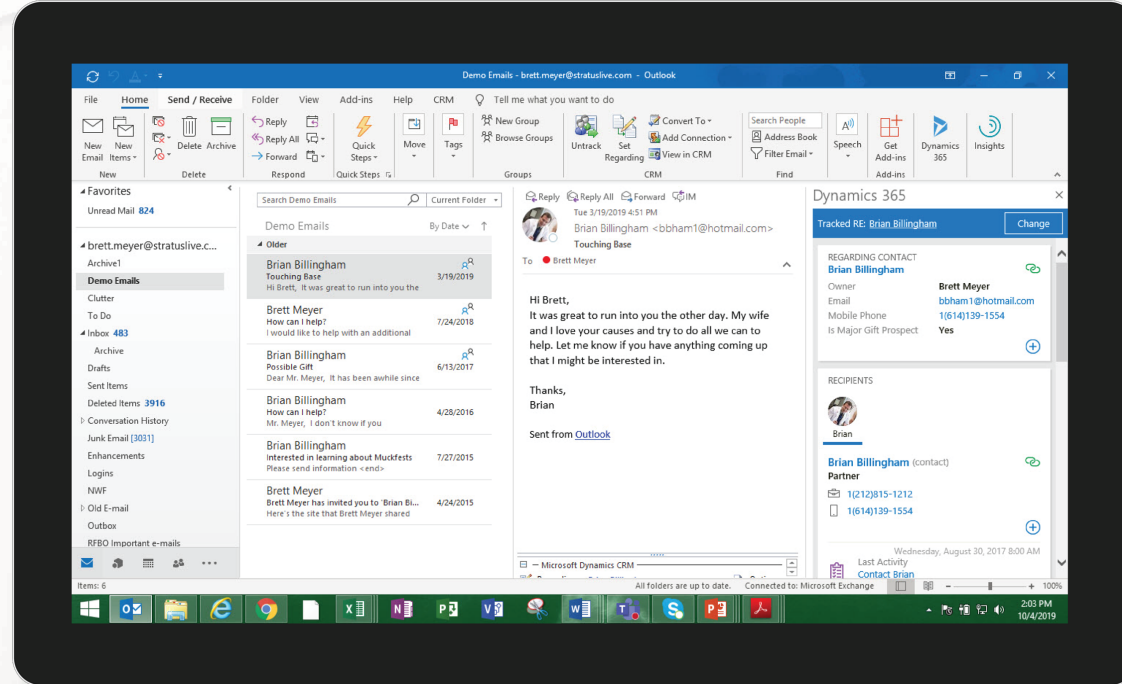 Demo Emails - brett.meyer@stratuslive.com - Outlook
File Home Send / Receive Folder View Add-ins Help CRM Tell me what you want to do
New Email
New Items
New
Delete Archive
Delete
Reply
Reply All
Forward
Respond
Quick Steps
Quick Steps
Move
Tags
New Group
Browse Groups
Groups
Untrack
Set Regarding
Convert To
Add Connection
View in CRM
CRM
Search People
Address Book
Filter Email
Find
Speech
Get Add-ins
Add-ins
Dynamics 365
Insights
Favorites
Unread Mail 824
brett.meyer@stratuslive.c...
Archive1
Demo Emails
Clutter
To Do
Inbox 483
Archive
Drafts
Sent Items
Deleted Items 3916
Conversation History
Junk Email [3031]
Enhancements
Logins
NWF
Old E-mail
Outbox
RFBO Important e-mails
Search Demo Emails Current Folder
Demo Emails By Date
Older
Brian Billingham
Touching Base 3/19/2019
Hi Brett, It was great to run into you the
Brett Meyer
How can I help? 7/24/2018
I would like to help with an additional
Brian Billingham
Possible Gift 6/13/2017
Dear Mr. Meyer, It has been awhile since
Brian Billingham
How can I help? 4/28/2016
Mr. Meyer, I don't know if you
Brian Billingham
Interested in learning about Muckfests 7/27/2015
Please send information <end>
Brett Meyer
Brett Meyer has invited you to 'Brian Bi... 4/24/2015
Here's the site that Brett Meyer shared
Reply Reply All Forward IM
Tue 3/19/2019 4:51 PM
Brian Billingham <bbham1@hotmail.com>
Touching Base
To Brett Meyer
Hi Brett,
It was great to run into you the other day. My wife
and I love your causes and try to do all we can to
help. Let me know if you have anything coming up
that I might be interested in.
Thanks,
Brian
Sent from Outlook
Microsoft Dynamics CRM
Dynamics 365
Tracked RE: Brian Billingham Change
REGARDING CONTACT
Brian Billingham
Owner Brett Meyer
Email bbham1@hotmail.com
Mobile Phone 1(614)139-1554
Is Major Gift Prospect Yes
RECIPIENTS
Brian
Brian Billingham (contact)
Partner
1(212)815-1212
1(614)139-1554
Wednesday, August 30, 2017 8:00 AM
Last Activity
Contact Brian
Items: 6 All folders are up to date. Connected to: Microsoft Exchange 100%
2:03 PM
10/4/2019